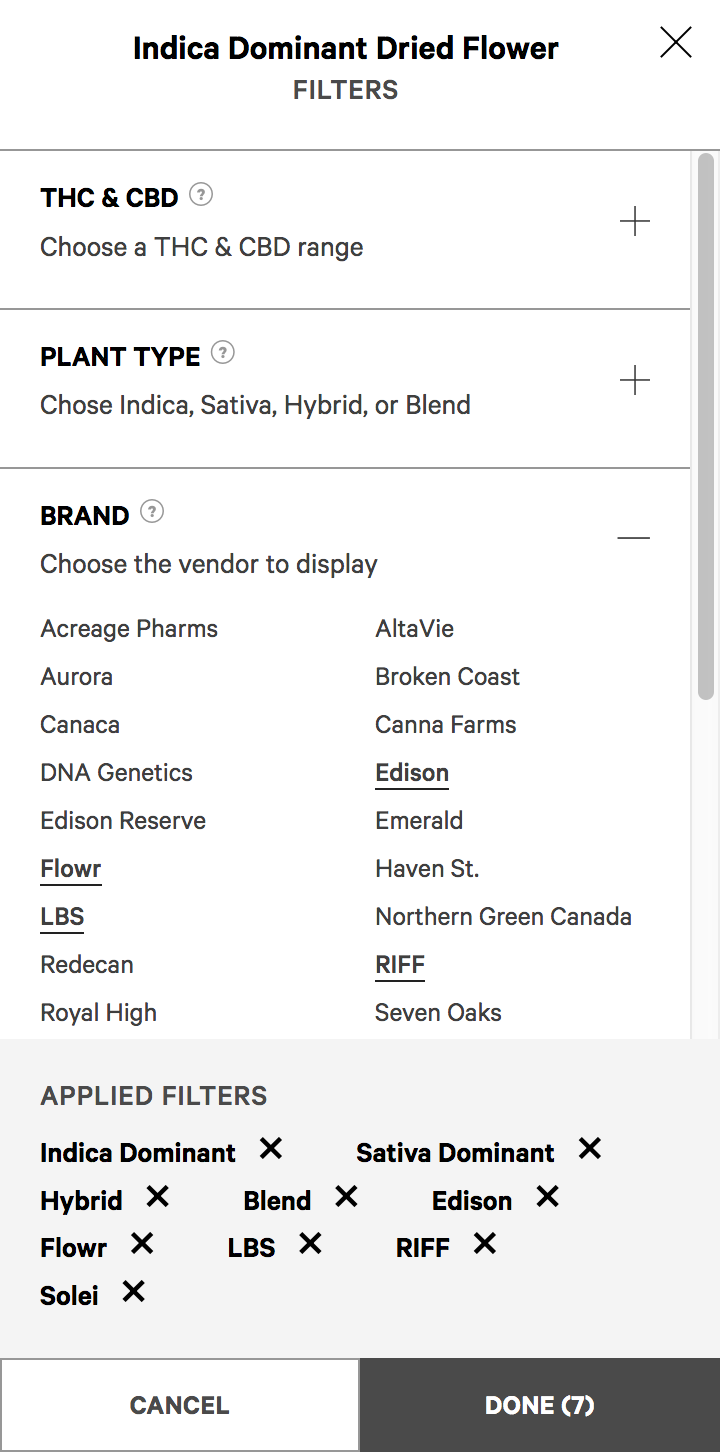 Indica Dominant Dried Flower
FILTERS
THC & CBD ?
Choose a THC & CBD range
PLANT TYPE ?
Chose Indica, Sativa, Hybrid, or Blend
BRAND ?
Choose the vendor to display
Acreage Pharms AltaVie
Aurora Broken Coast
Canaca Canna Farms
DNA Genetics Edison
Edison Reserve Emerald
Flowr Haven St.
LBS Northern Green Canada
Redecan RIFF
Royal High Seven Oaks
APPLIED FILTERS
Indica Dominant Sativa Dominant
Hybrid Blend Edison
Flowr LBS RIFF
Solei
CANCEL DONE (7)